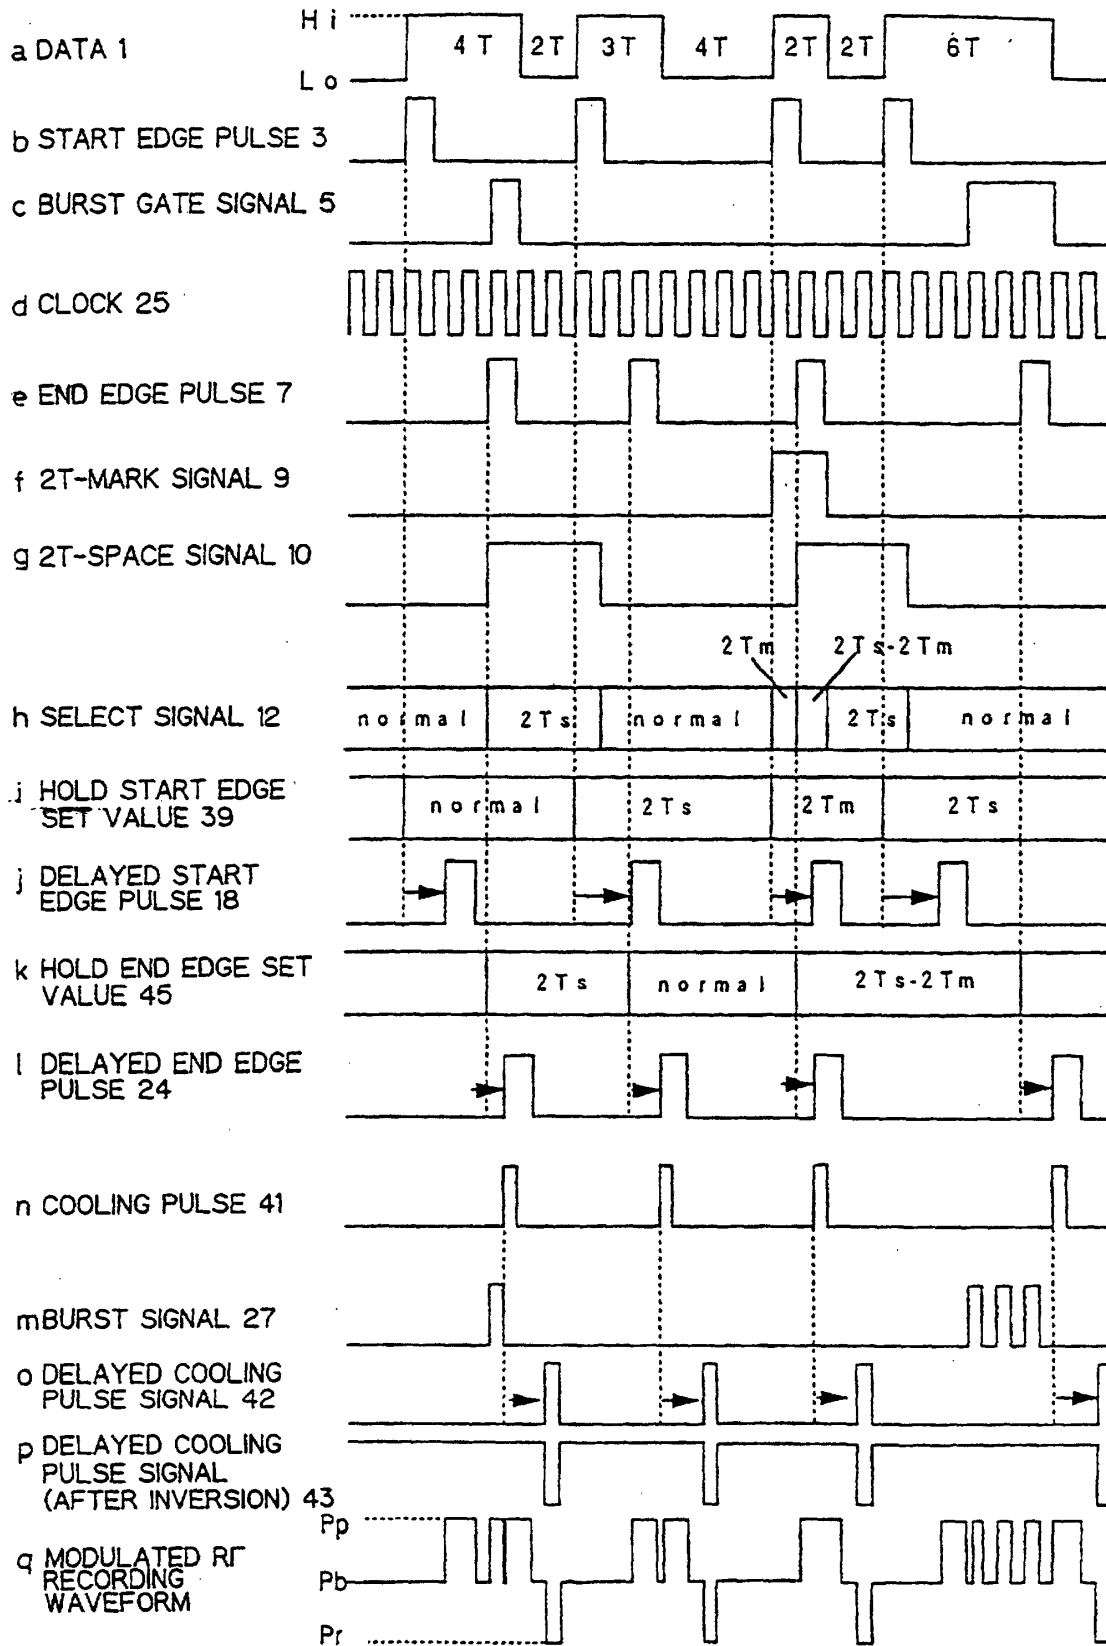 Hi
a DATA 1
4T 2T 3T 4T 2T 2T 6T
Lo
b START EDGE PULSE 3
c BURST GATE SIGNAL 5
d CLOCK 25
e END EDGE PULSE 7
f 2T-MARK SIGNAL 9
g 2T-SPACE SIGNAL 10
2Tm 2Ts-2Tm
h SELECT SIGNAL 12
normal 2Ts normal 2Ts normal
i HOLD START EDGE
SET VALUE 39
normal 2Ts 2Tm 2Ts
j DELAYED START
EDGE PULSE 18
k HOLD END EDGE SET
VALUE 45
2Ts normal 2Ts-2Tm
l DELAYED END EDGE
PULSE 24
n COOLING PULSE 41
m BURST SIGNAL 27
o DELAYED COOLING
PULSE SIGNAL 42
p DELAYED COOLING
PULSE SIGNAL
(AFTER INVERSION) 43
Pp
q MODULATED RF
RECORDING
WAVEFORM
Pb
Pr